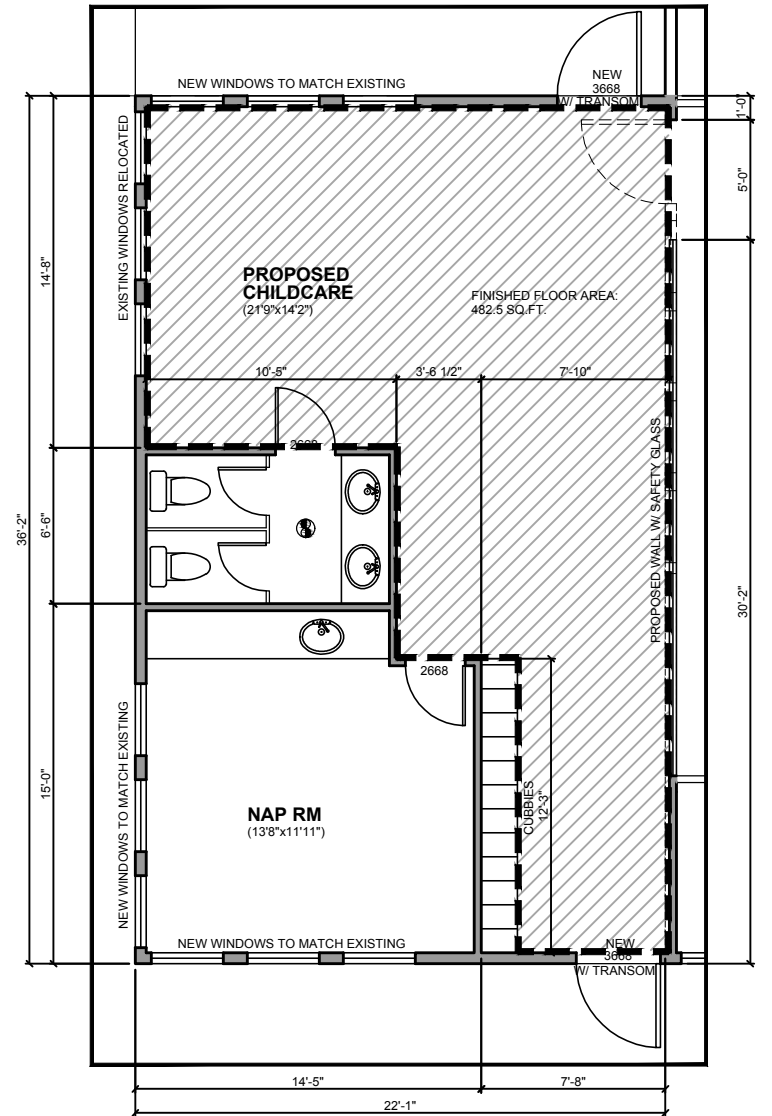 NEW WINDOWS TO MATCH EXISTING
NEW
3668
W/ TRANSOM
1'-0"
5'-0"
EXISTING WINDOWS RELOCATED
14'-8"
PROPOSED
CHILDCARE
(21'9"x14'2")
FINISHED FLOOR AREA:
482.5 SQ.FT.
10'-5"
3'-6 1/2"
7'-10"
PROPOSED WALL W/ SAFETY GLASS
36'-2"
6'-6"
30'-2"
2668
2668
NEW WINDOWS TO MATCH EXISTING
15'-0"
NAP RM
(13'8"x11'11")
CUBBIES
12'-3"
NEW WINDOWS TO MATCH EXISTING
NEW
3668
W/ TRANSOM
14'-5"
7'-8"
22'-1"